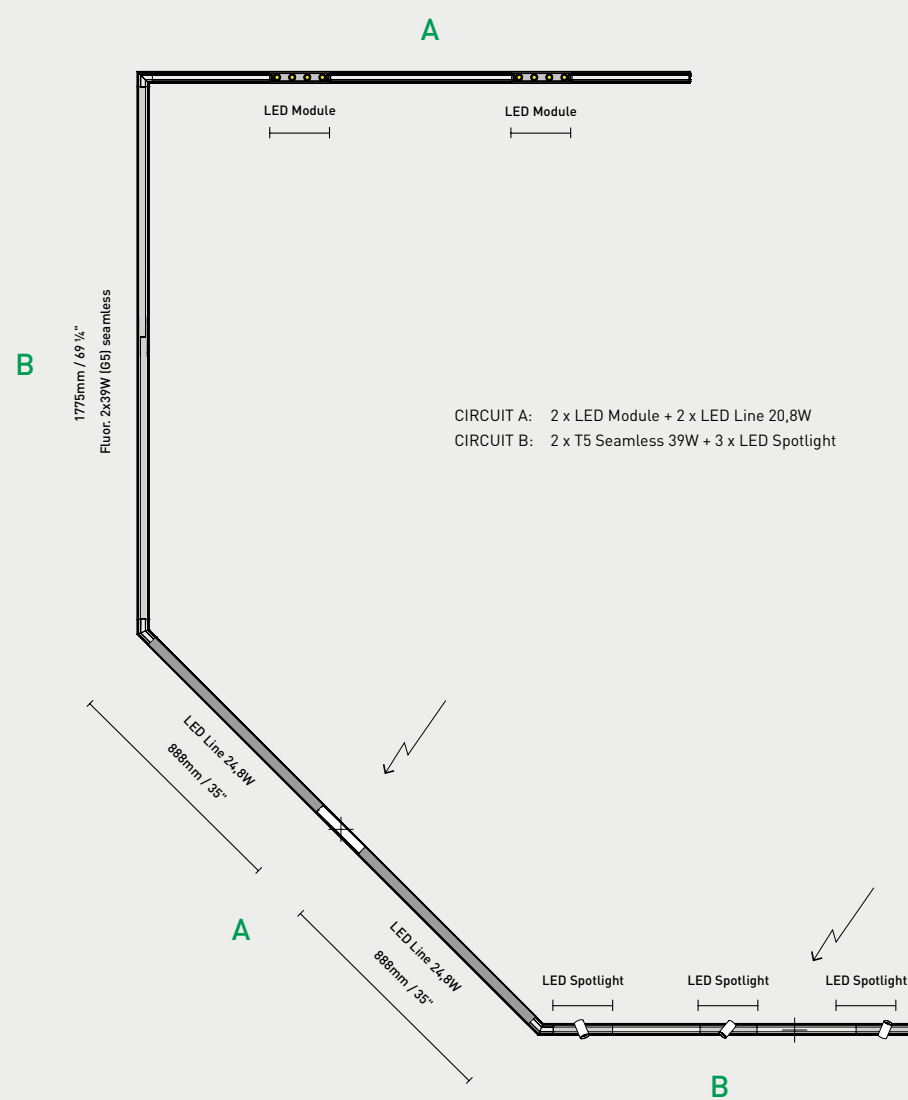 A
LED Module
LED Module
B
1775mm / 69 ¼"
Fluor. 2x39W (G5) seamless
CIRCUIT A: 2 x LED Module + 2 x LED Line 20,8W
CIRCUIT B: 2 x T5 Seamless 39W + 3 x LED Spotlight
LED Line 24,8W
888mm / 35"
A
LED Line 24,8W
888mm / 35"
LED Spotlight
LED Spotlight
LED Spotlight
B